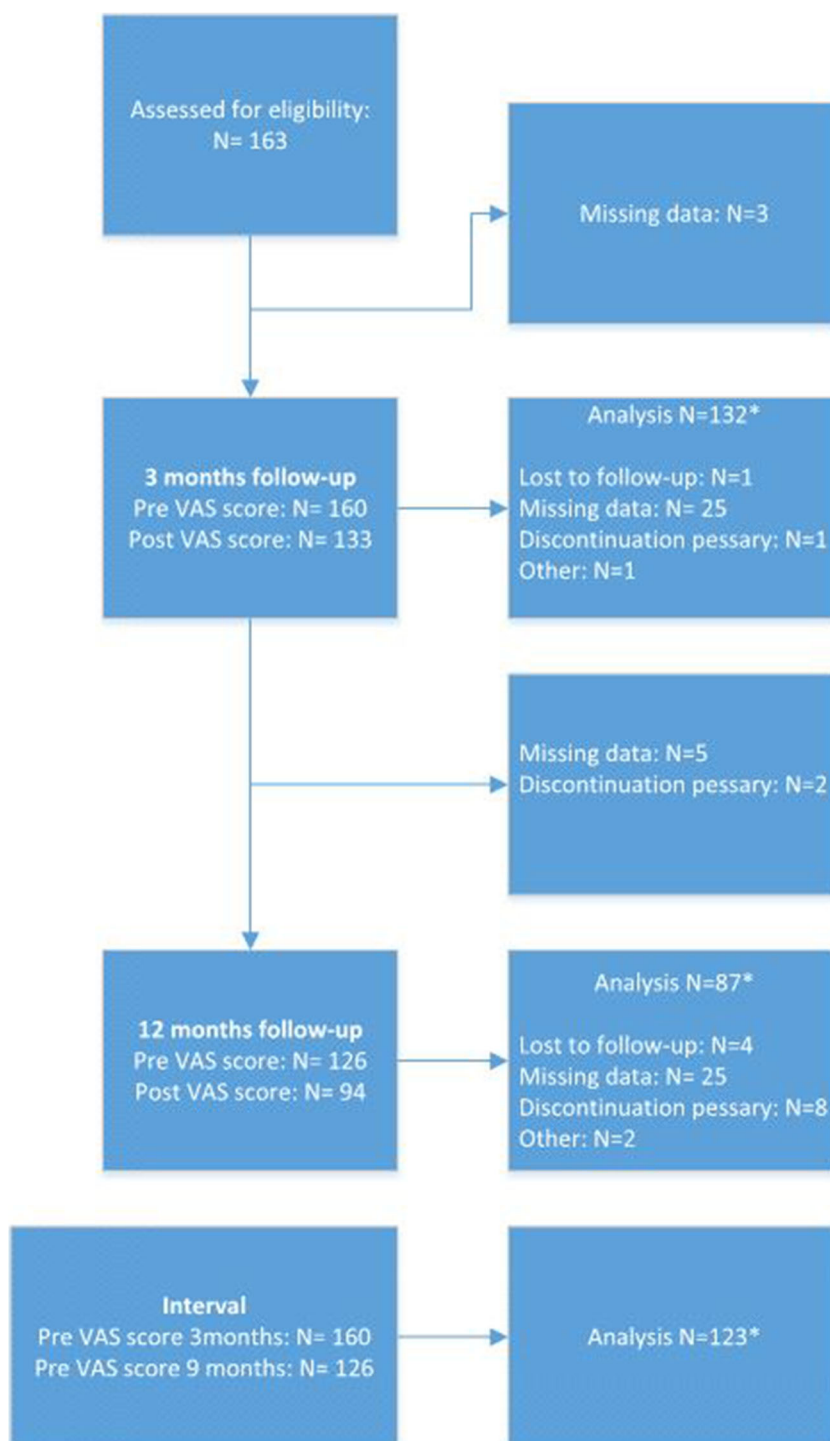 Assessed for eligibility:
N= 163
Missing data: N=3
3 months follow-up
Pre VAS score: N= 160
Post VAS score: N= 133
Analysis N=132*
Lost to follow-up: N=1
Missing data: N= 25
Discontinuation pessary: N=1
Other: N=1
Missing data: N=5
Discontinuation pessary: N=2
12 months follow-up
Pre VAS score: N= 126
Post VAS score: N= 94
Analysis N=87*
Lost to follow-up: N=4
Missing data: N= 25
Discontinuation pessary: N=8
Other: N=2
Interval
Pre VAS score 3months: N= 160
Pre VAS score 9 months: N= 126
Analysis N=123*